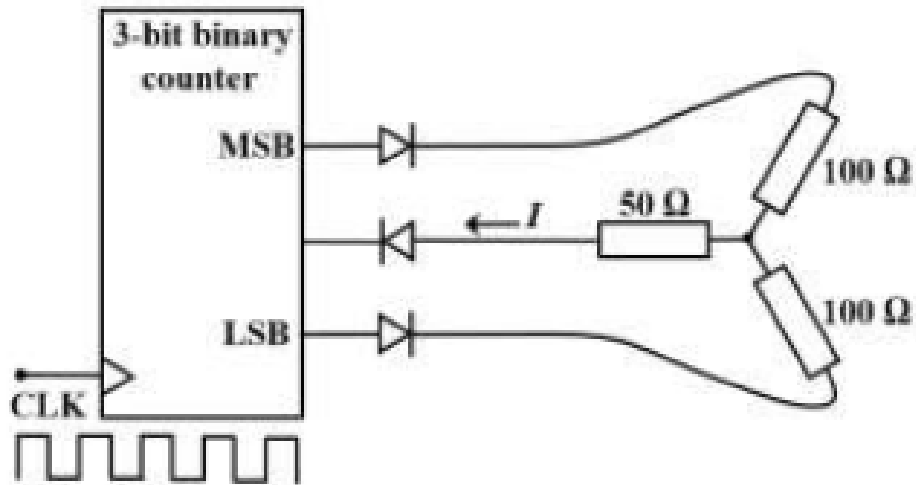 3-bit binary
counter
MSB
I
50 Ω
100 Ω
100 Ω
LSB
CLK